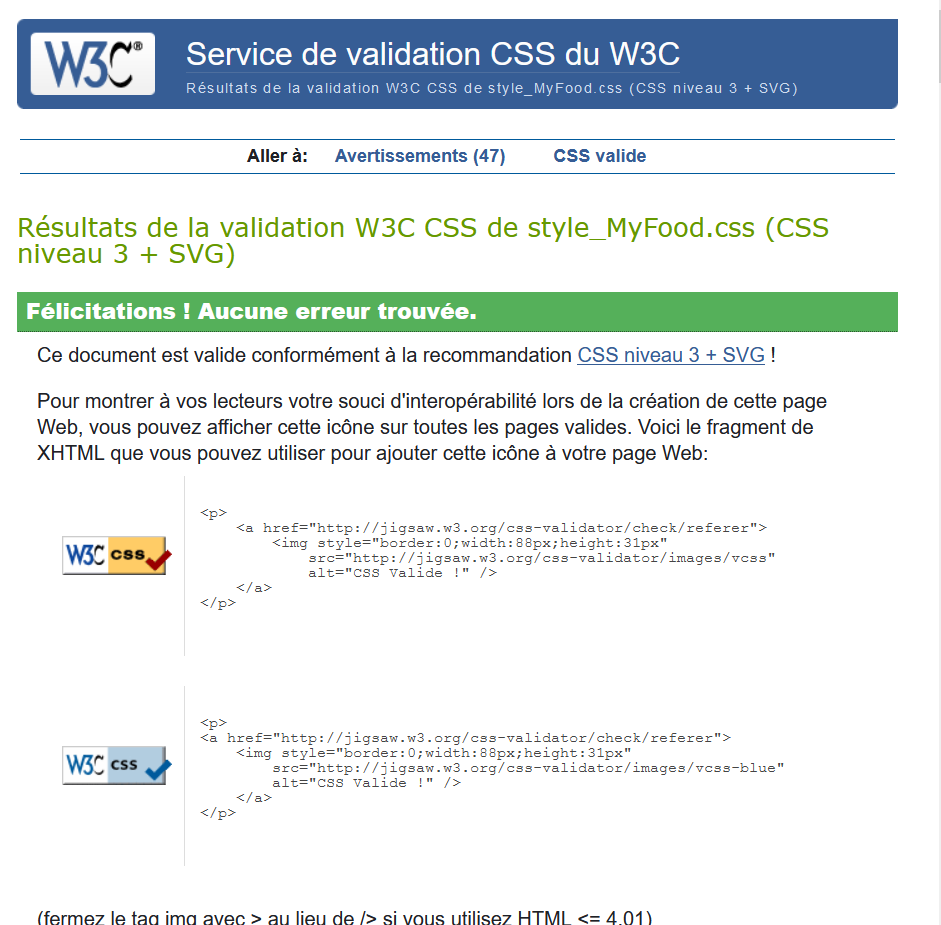 W3C®
Service de validation CSS du W3C
Résultats de la validation W3C CSS de style_MyFood.css (CSS niveau 3 + SVG)
Aller à: Avertissements (47) CSS valide
Résultats de la validation W3C CSS de style_MyFood.css (CSS
niveau 3 + SVG)
Félicitations ! Aucune erreur trouvée.
Ce document est valide conformément à la recommandation CSS niveau 3 + SVG !
Pour montrer à vos lecteurs votre souci d'interopérabilité lors de la création de cette page
Web, vous pouvez afficher cette icône sur toutes les pages valides. Voici le fragment de
XHTML que vous pouvez utiliser pour ajouter cette icône à votre page Web:
W3C css
<p>
<a href="http://jigsaw.w3.org/css-validator/check/referer">
<img style="border:0;width:88px;height:31px"
src="http://jigsaw.w3.org/css-validator/images/vcss"
alt="CSS Valide !" />
</a>
</p>
W3C css
<p>
<a href="http://jigsaw.w3.org/css-validator/check/referer">
<img style="border:0;width:88px;height:31px"
src="http://jigsaw.w3.org/css-validator/images/vcss-blue"
alt="CSS Valide !" />
</a>
</p>
(fermez le tag img avec > au lieu de /> si vous utilisez HTML <= 4.01)